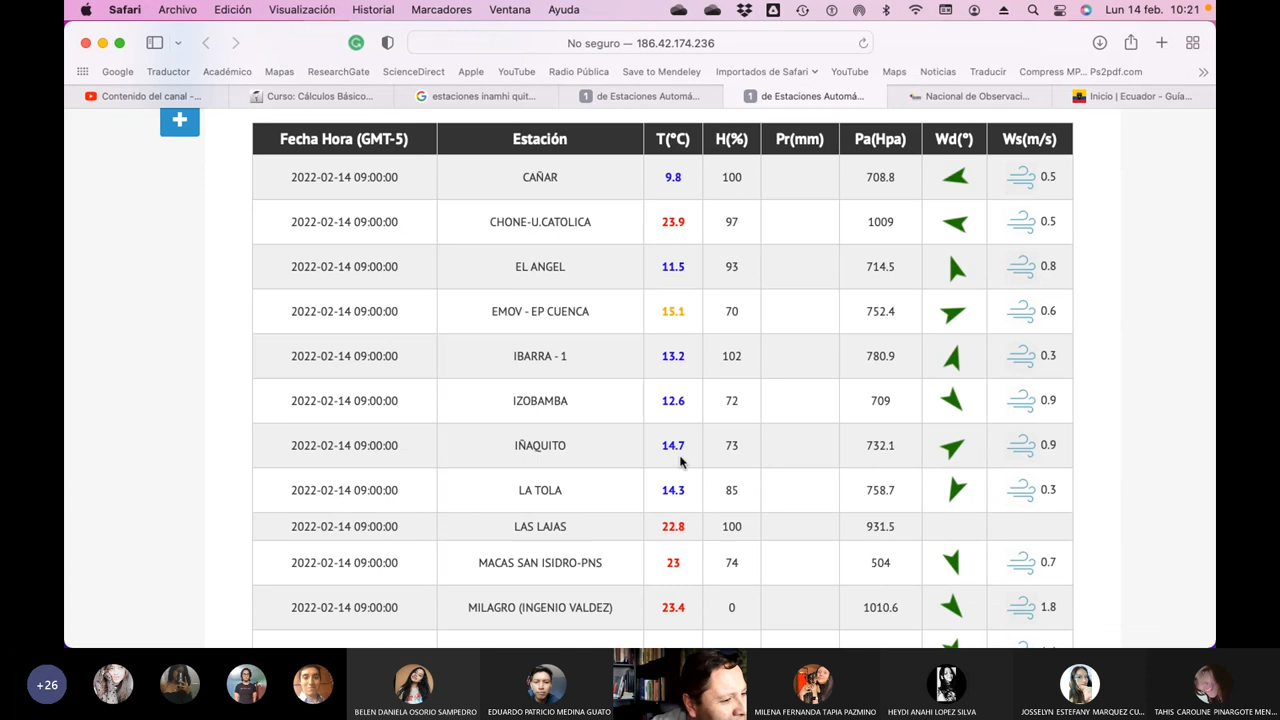 Safari Archivo Edición Visualización Historial Marcadores Ventana Ayuda Lun 14 feb. 10:21
No seguro — 186.42.174.236
Google Traductor Académico Mapas ResearchGate ScienceDirect Apple YouTube Radio Pública Save to Mendeley Importados de Safari YouTube Maps Noticias Traducir Compress MP... Ps2pdf.com
Contenido del canal -... Curso: Cálculos Básico... estaciones inamhi quit... 1 de Estaciones Automá... 1 de Estaciones Automá... Nacional de Observaci... Inicio | Ecuador - Guía...
Fecha Hora (GMT-5) Estación T(°C) H(%) Pr(mm) Pa(Hpa) Wd(°) Ws(m/s)
2022-02-14 09:00:00 CAÑAR 9.8 100 708.8 0.5
2022-02-14 09:00:00 CHONE-U.CATOLICA 23.9 97 1009 0.5
2022-02-14 09:00:00 EL ANGEL 11.5 93 714.5 0.8
2022-02-14 09:00:00 EMOV - EP CUENCA 15.1 70 752.4 0.6
2022-02-14 09:00:00 IBARRA - 1 13.2 102 780.9 0.3
2022-02-14 09:00:00 IZOBAMBA 12.6 72 709 0.9
2022-02-14 09:00:00 IÑAQUITO 14.7 73 732.1 0.9
2022-02-14 09:00:00 LA TOLA 14.3 85 758.7 0.3
2022-02-14 09:00:00 LAS LAJAS 22.8 100 931.5
2022-02-14 09:00:00 MACAS SAN ISIDRO-PNS 23 74 504 0.7
2022-02-14 09:00:00 MILAGRO (INGENIO VALDEZ) 23.4 0 1010.6 1.8
+26 BELEN DANIELA OSORIO SAMPEDRO EDUARDO PATRICIO MEDINA GUATO MILENA FERNANDA TAPIA PAZMINO HEYDI ANAHI LOPEZ SILVA JOSSELYN ESTEFANY MARQUEZ CU... TAHIS CAROLINE PINARGOTE MEN...